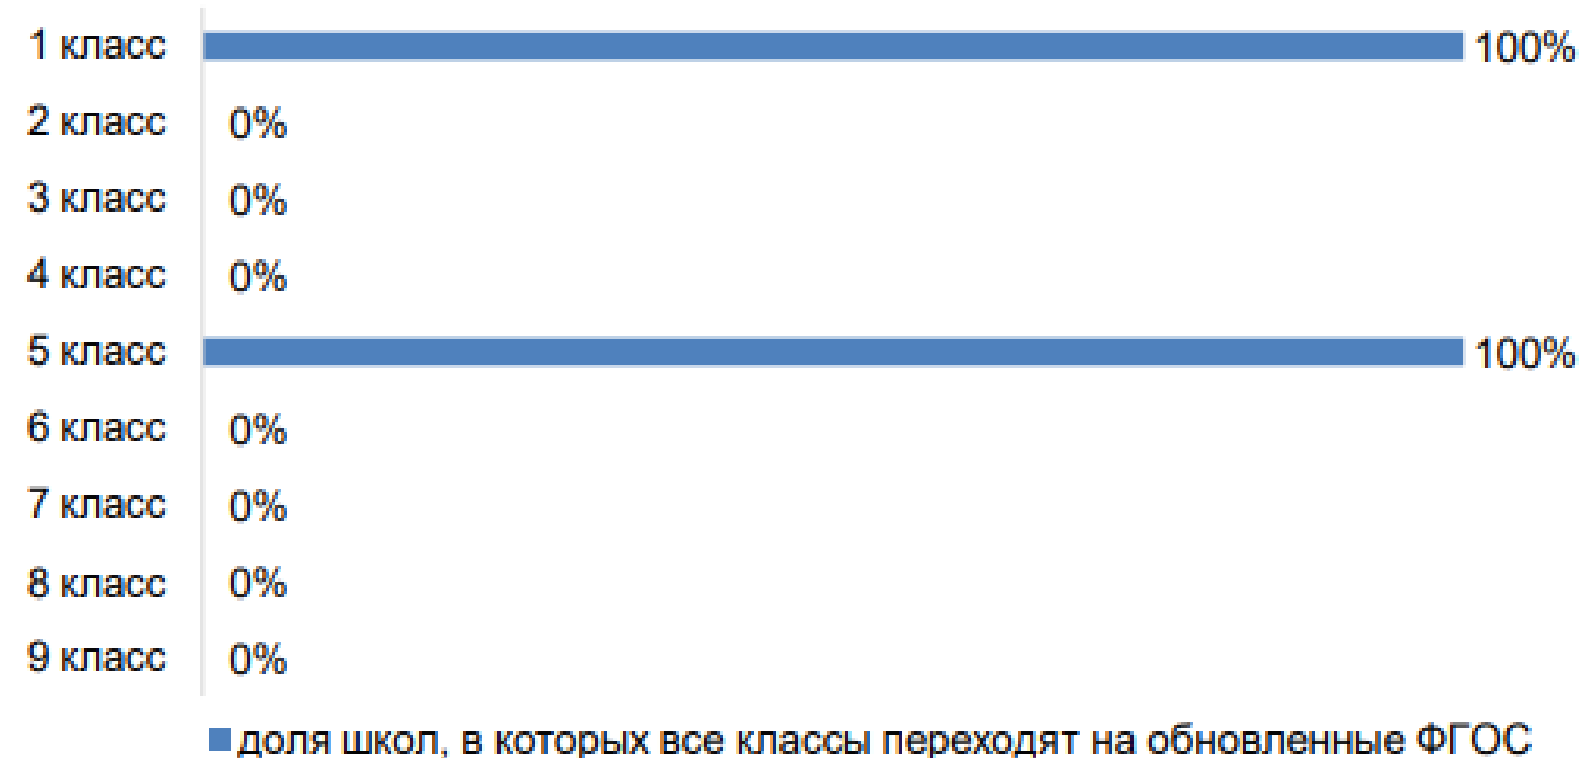 1 класс 100%
2 класс 0%
3 класс 0%
4 класс 0%
5 класс 100%
6 класс 0%
7 класс 0%
8 класс 0%
9 класс 0%
доля школ, в которых все классы переходят на обновленные ФГОС